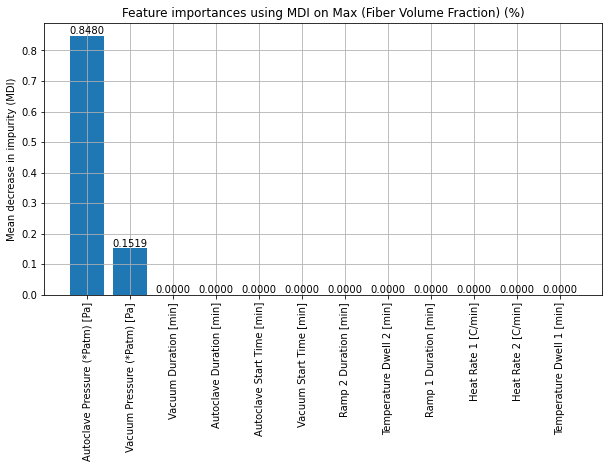 Feature importances using MDI on Max (Fiber Volume Fraction) (%)
Mean decrease in impurity (MDI)
0.8
0.7
0.6
0.5
0.4
0.3
0.2
0.1
0.0
0.8480
0.1519
0.0000
0.0000
0.0000
0.0000
0.0000
0.0000
0.0000
0.0000
0.0000
0.0000
Autoclave Pressure (*Patm) [Pa]
Vacuum Pressure (*Patm) [Pa]
Vacuum Duration [min]
Autoclave Duration [min]
Autoclave Start Time [min]
Vacuum Start Time [min]
Ramp 2 Duration [min]
Temperature Dwell 2 [min]
Ramp 1 Duration [min]
Heat Rate 1 [C/min]
Heat Rate 2 [C/min]
Temperature Dwell 1 [min]